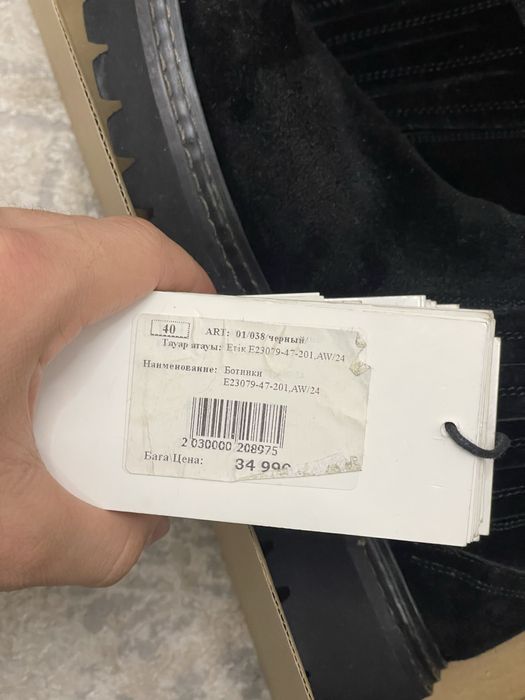 40 ART: 01/038/черный/
Тауар атауы: Етік E23079-47-201,AW/24
Наименование: Ботинки
E23079-47-201,AW/24
2 030000 208975
Баға/Цена: 34 990